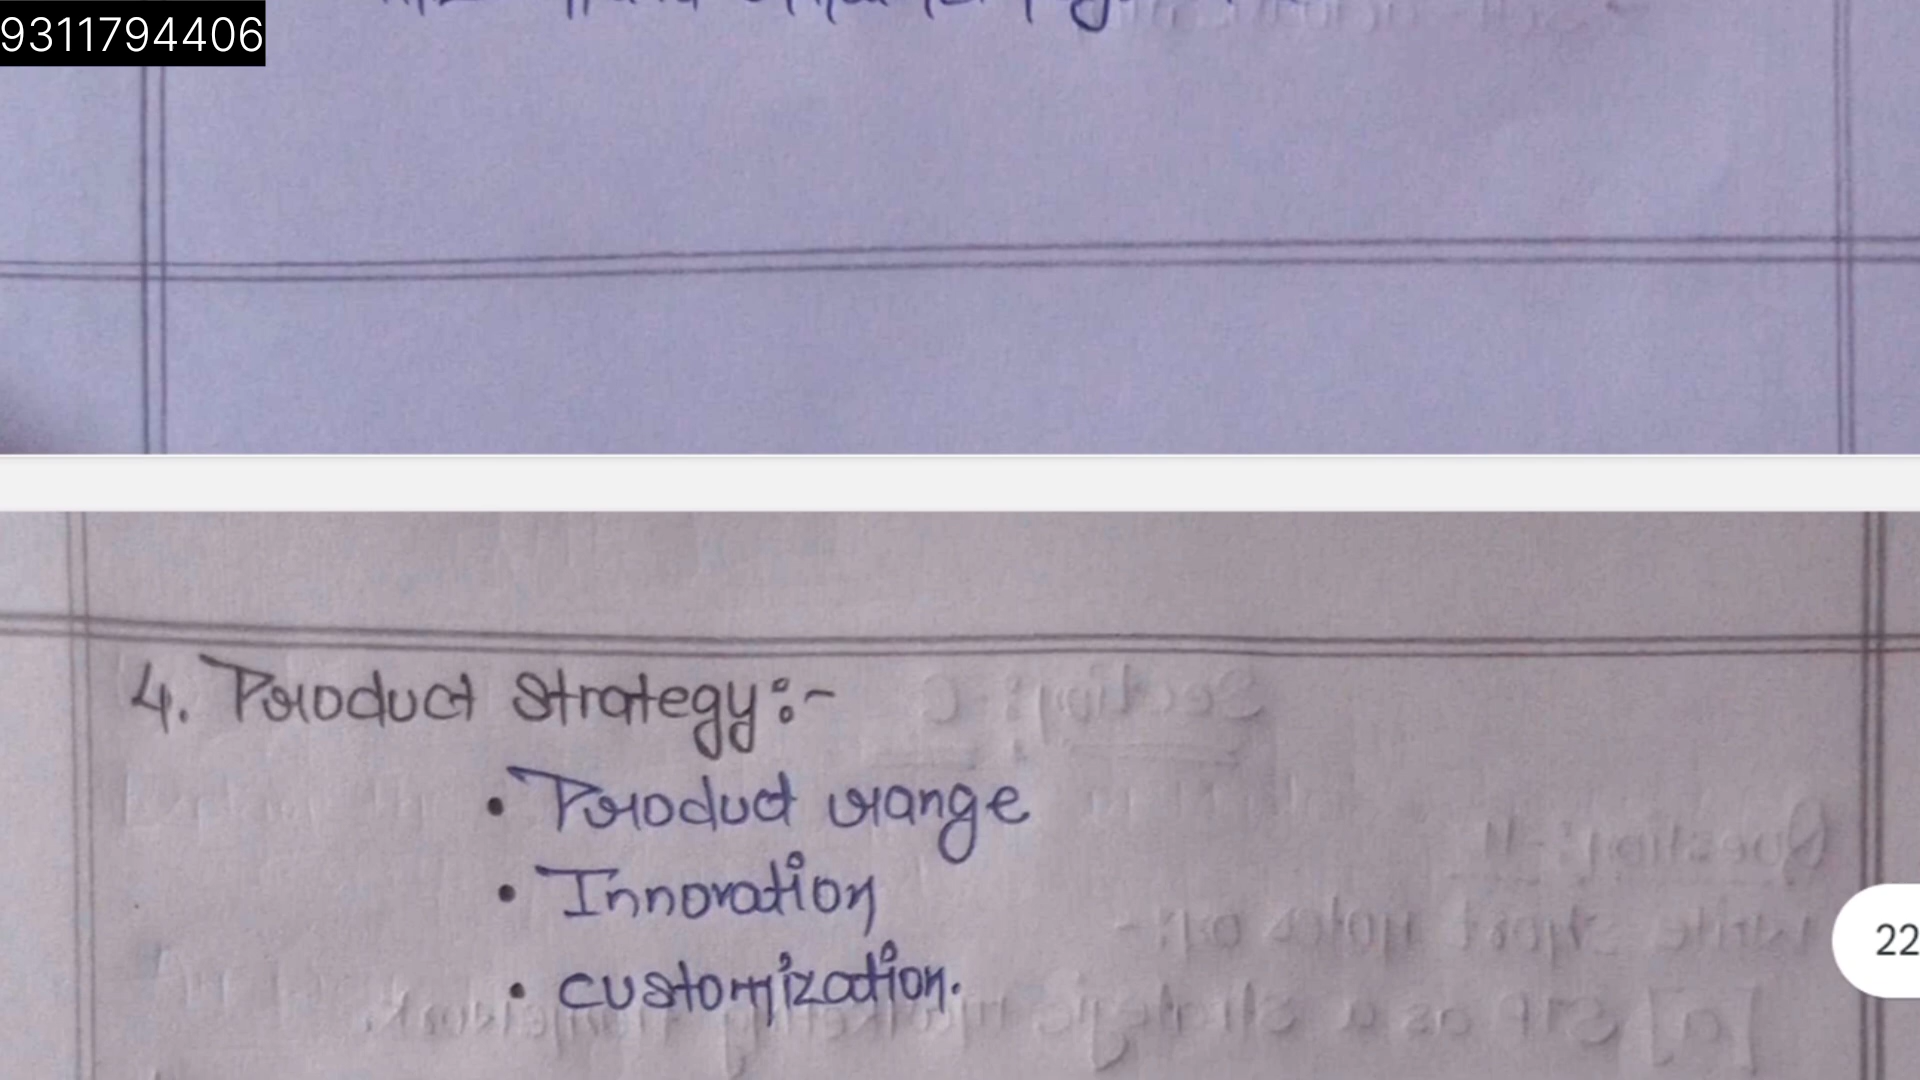 9311794406
4. Product Strategy:-
• Product range
• Innovation
• customization.
22